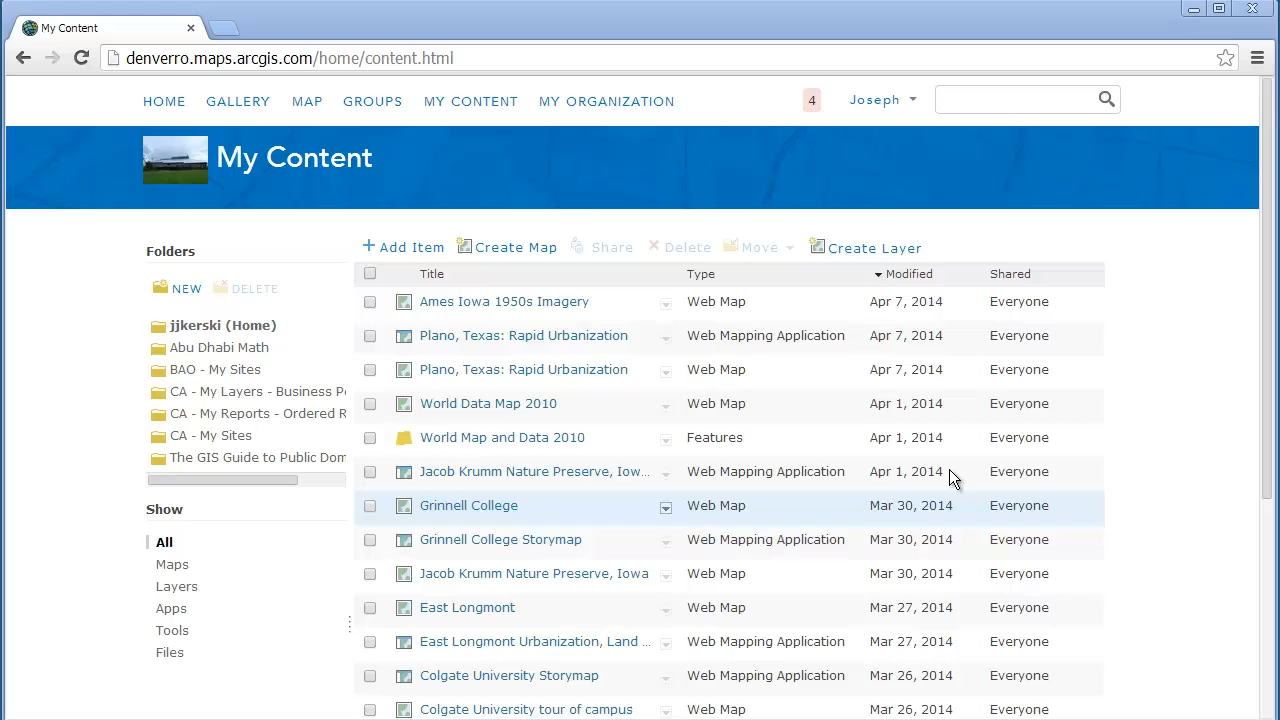 My Content
denverro.maps.arcgis.com/home/content.html
HOME GALLERY MAP GROUPS MY CONTENT MY ORGANIZATION 4 Joseph
My Content
Folders
NEW DELETE
jjkerski (Home)
Abu Dhabi Math
BAO - My Sites
CA - My Layers - Business P
CA - My Reports - Ordered R
CA - My Sites
The GIS Guide to Public Dom
Show
All
Maps
Layers
Apps
Tools
Files
Add Item Create Map Share Delete Move Create Layer
Title Type Modified Shared
Ames Iowa 1950s Imagery Web Map Apr 7, 2014 Everyone
Plano, Texas: Rapid Urbanization Web Mapping Application Apr 7, 2014 Everyone
Plano, Texas: Rapid Urbanization Web Map Apr 7, 2014 Everyone
World Data Map 2010 Web Map Apr 1, 2014 Everyone
World Map and Data 2010 Features Apr 1, 2014 Everyone
Jacob Krumm Nature Preserve, Iow... Web Mapping Application Apr 1, 2014 Everyone
Grinnell College Web Map Mar 30, 2014 Everyone
Grinnell College Storymap Web Mapping Application Mar 30, 2014 Everyone
Jacob Krumm Nature Preserve, Iowa Web Map Mar 30, 2014 Everyone
East Longmont Web Map Mar 27, 2014 Everyone
East Longmont Urbanization, Land ... Web Mapping Application Mar 27, 2014 Everyone
Colgate University Storymap Web Mapping Application Mar 26, 2014 Everyone
Colgate University tour of campus Web Map Mar 26, 2014 Everyone